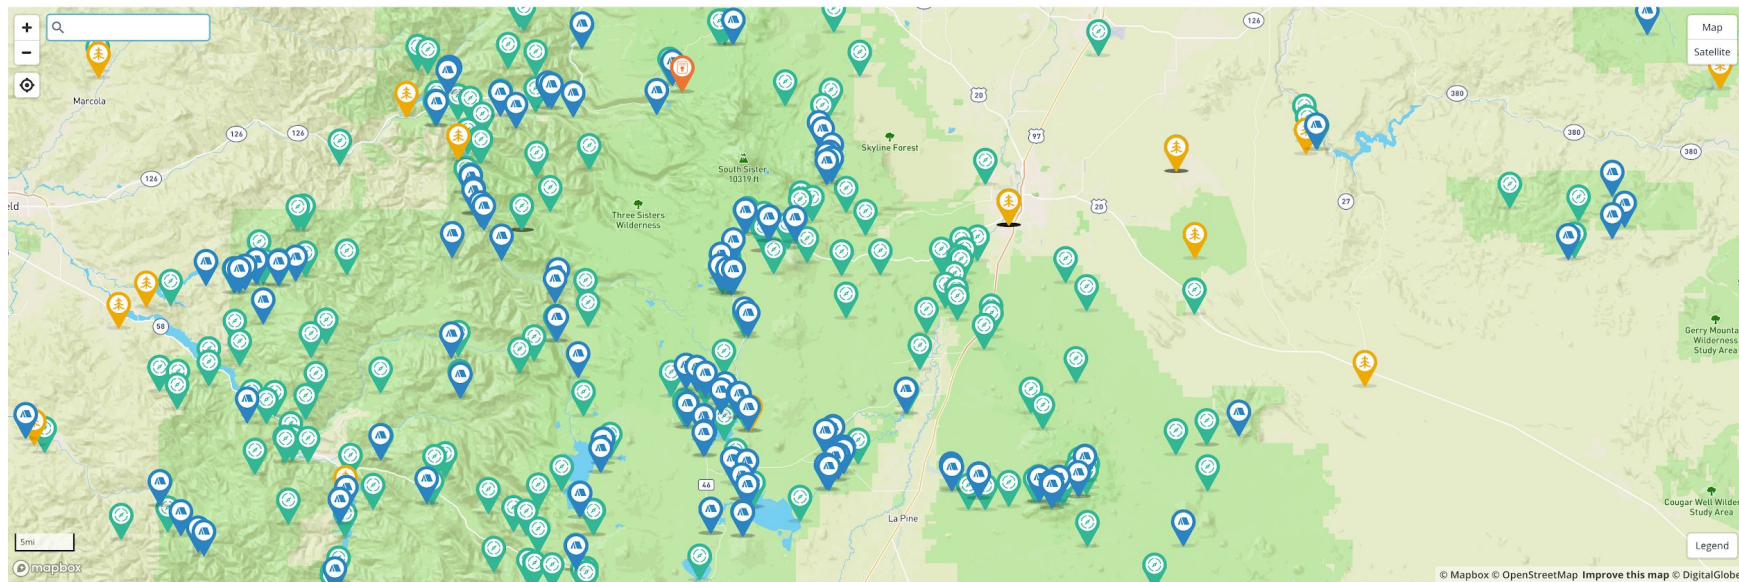 +
−
Map
Satellite
126
380
Marcola
20
126
126
97
380
Skyline Forest
380
South Sister
10319 ft
126
27
eld
Three Sisters
Wilderness
20
58
Gerry Mounta
Wilderness
Study Area
46
Cougar Well Wilder
Study Area
La Pine
5mi
Legend
mapbox
© Mapbox © OpenStreetMap Improve this map © DigitalGlobe